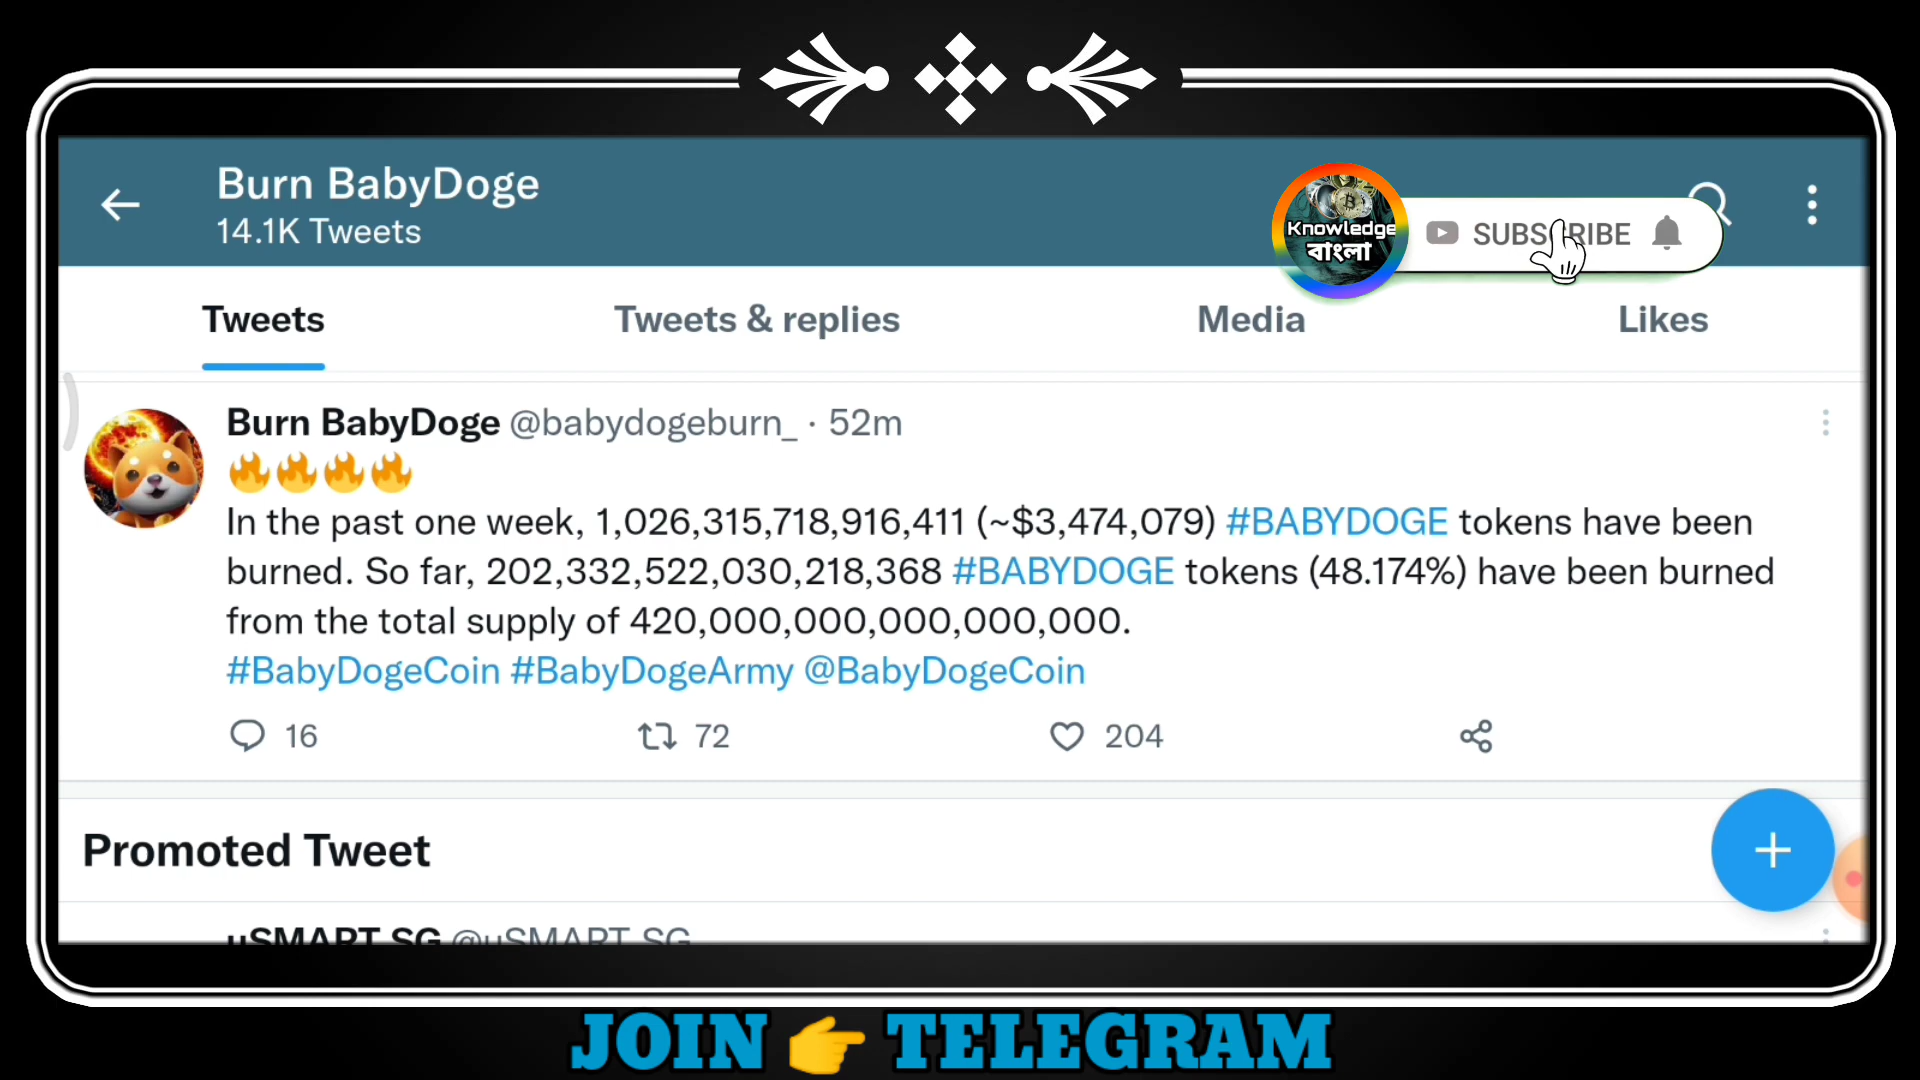 Burn BabyDoge
14.1K Tweets
Knowledge
বাংলা
SUBSCRIBE
Tweets
Tweets & replies
Media
Likes
Burn BabyDoge @babydogeburn_ · 52m
🔥🔥🔥🔥
In the past one week, 1,026,315,718,916,411 (~$3,474,079) #BABYDOGE tokens have been
burned. So far, 202,332,522,030,218,368 #BABYDOGE tokens (48.174%) have been burned
from the total supply of 420,000,000,000,000,000.
#BabyDogeCoin #BabyDogeArmy @BabyDogeCoin
16
72
204
Promoted Tweet
uSMART SG @uSMART_SG
JOIN 👉 TELEGRAM